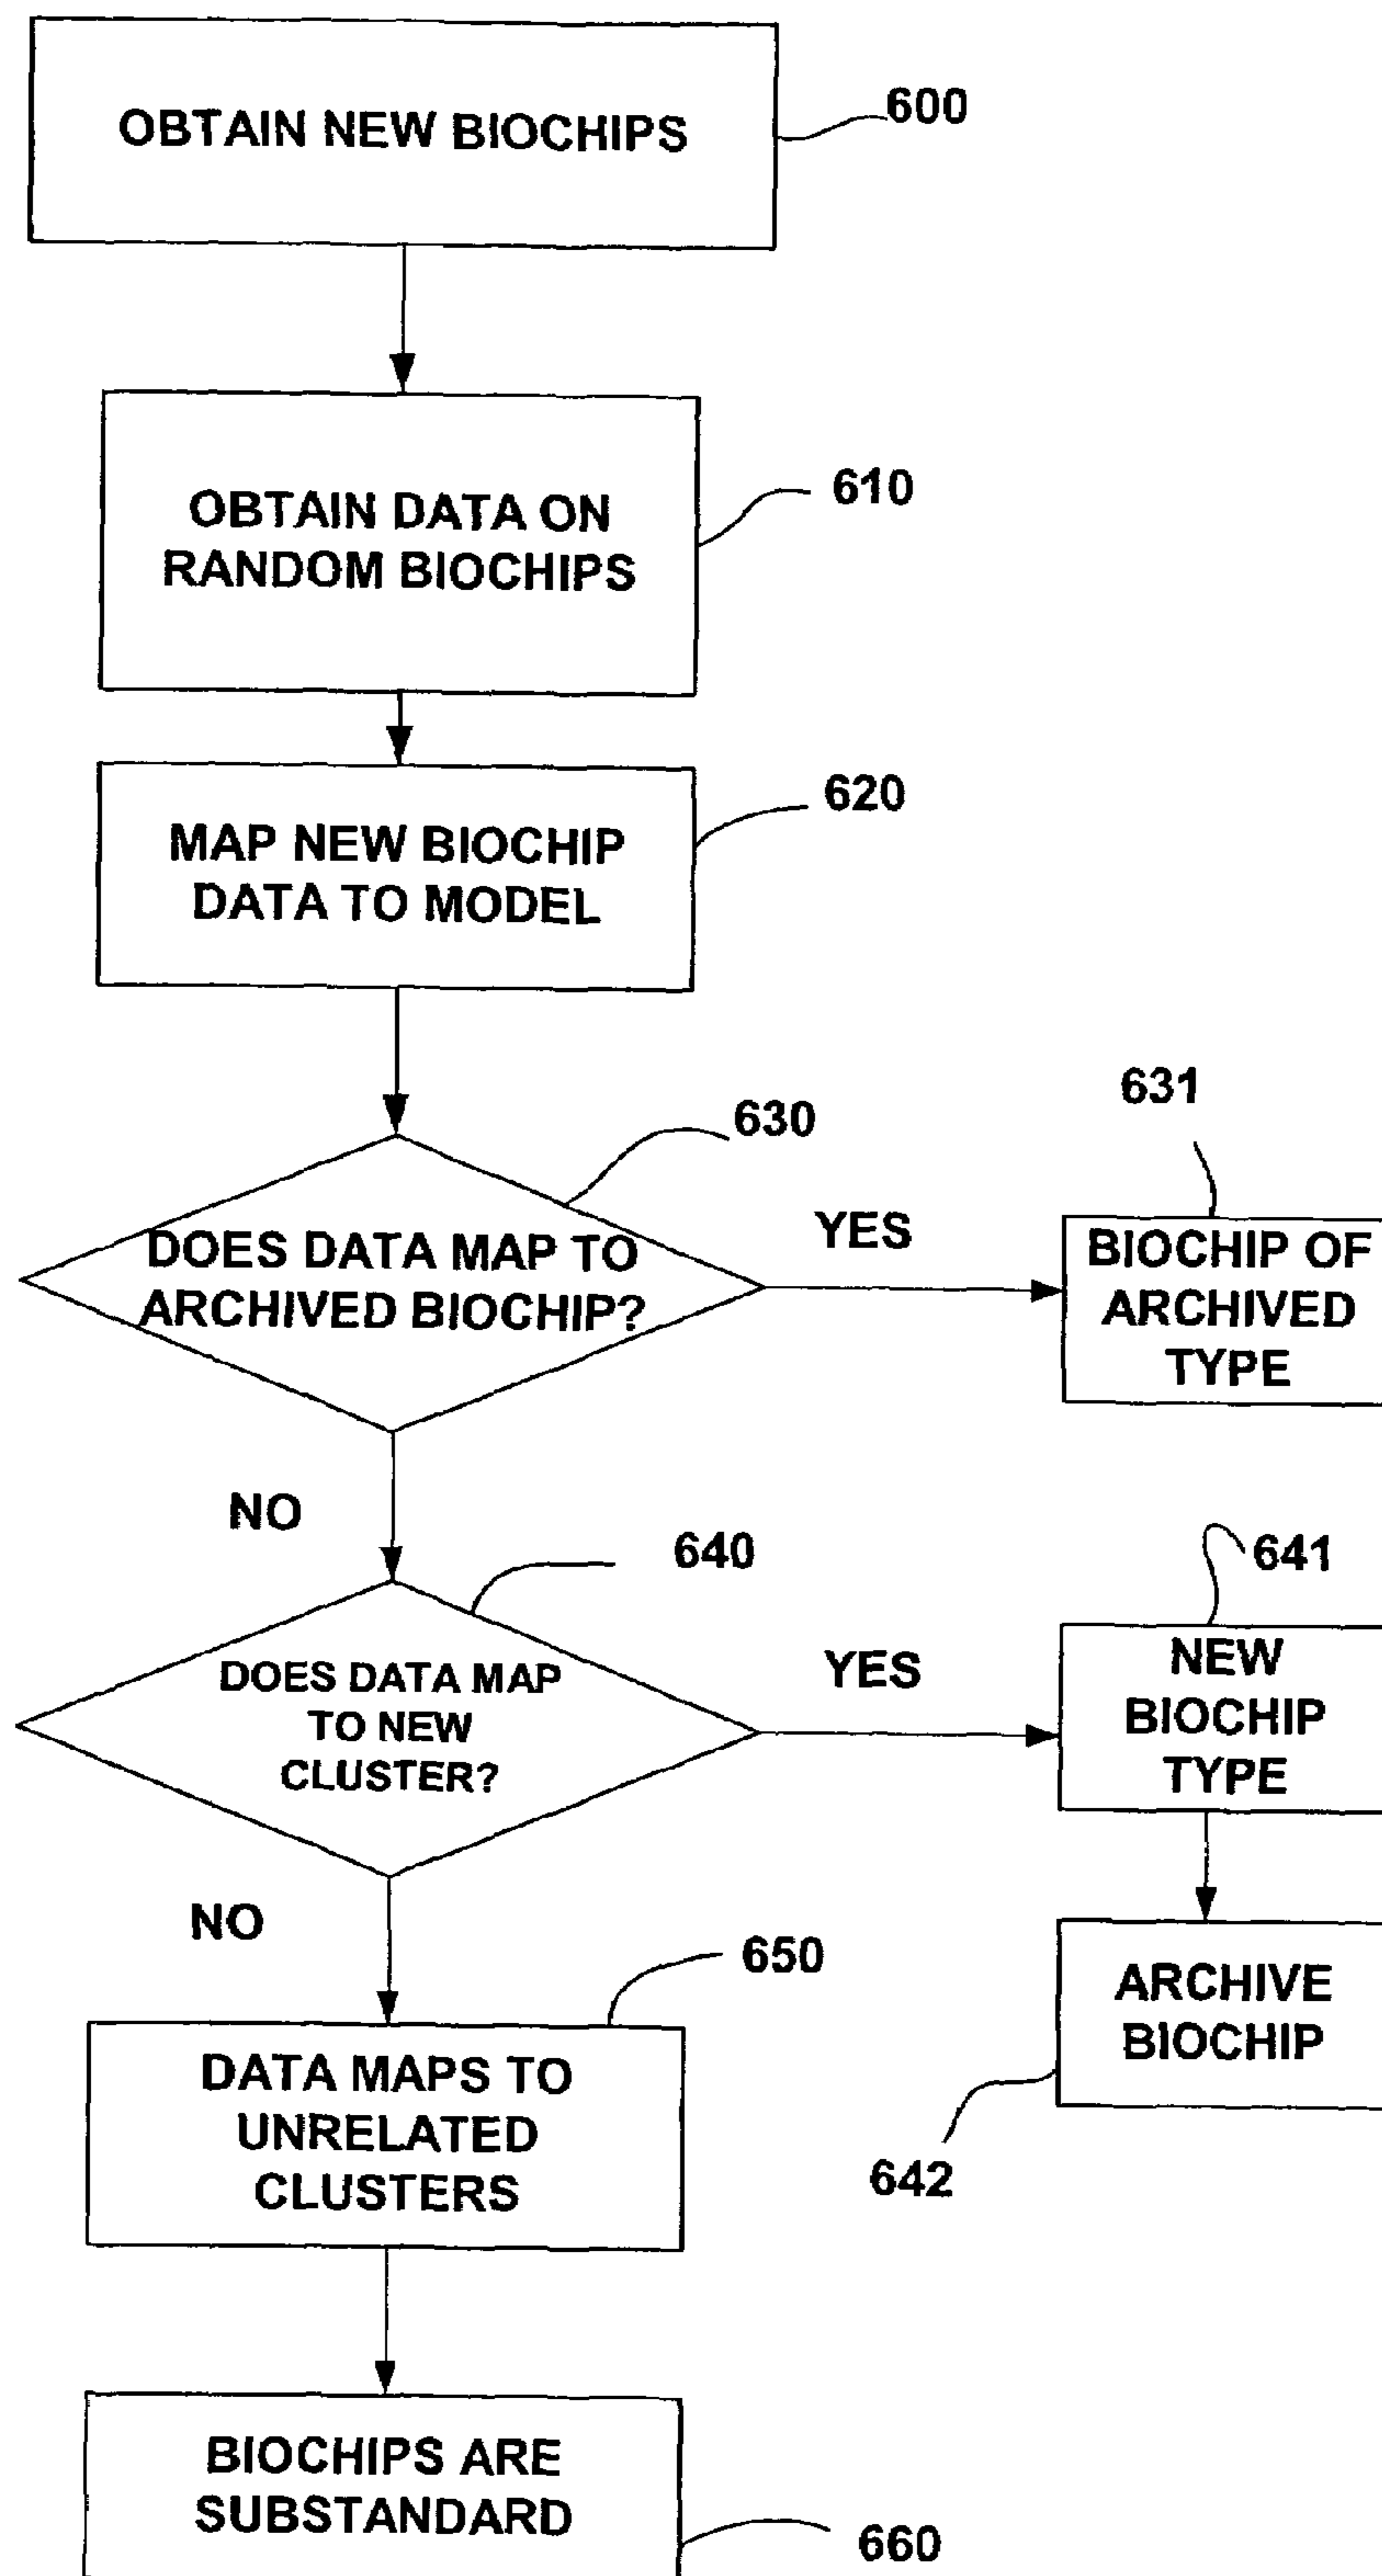 OBTAIN NEW BIOCHIPS
600
OBTAIN DATA ON
RANDOM BIOCHIPS
610
MAP NEW BIOCHIP
DATA TO MODEL
620
DOES DATA MAP TO
ARCHIVED BIOCHIP?
630
YES
631
BIOCHIP OF
ARCHIVED
TYPE
NO
DOES DATA MAP
TO NEW
CLUSTER?
640
YES
641
NEW
BIOCHIP
TYPE
ARCHIVE
BIOCHIP
642
NO
650
DATA MAPS TO
UNRELATED
CLUSTERS
BIOCHIPS ARE
SUBSTANDARD
660